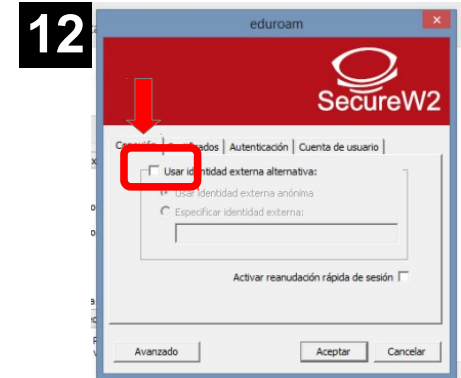 12
eduroam
SecureW2
Autenticación
Cuenta de usuario
Usar identidad externa alternativa:
Usar identidad externa anónima
Especificar identidad externa:
Activar reanudación rápida de sesión
Avanzado
Aceptar
Cancelar